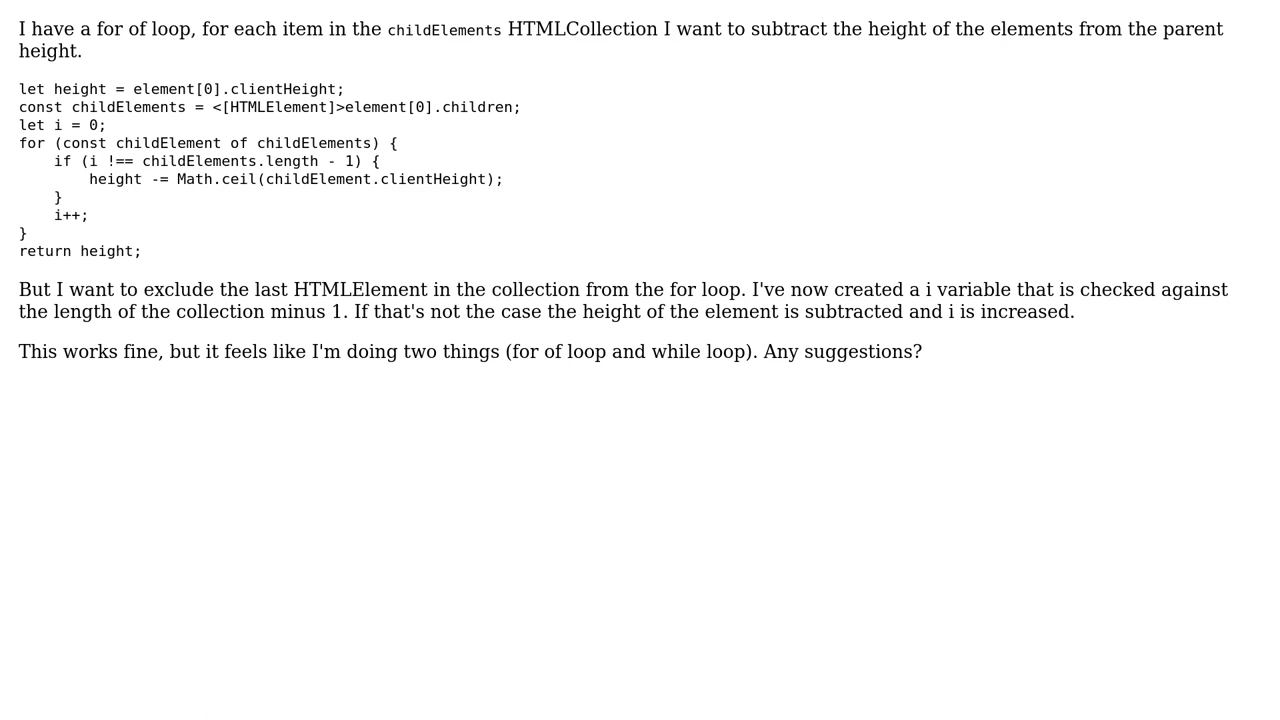 I have a for of loop, for each item in the childElements HTMLCollection I want to subtract the height of the elements from the parent
height.
let height = element[0].clientHeight;
const childElements = <[HTMLElement]>element[0].children;
let i = 0;
for (const childElement of childElements) {
    if (i !== childElements.length - 1) {
        height -= Math.ceil(childElement.clientHeight);
    }
    i++;
}
return height;
But I want to exclude the last HTMLElement in the collection from the for loop. I've now created a i variable that is checked against
the length of the collection minus 1. If that's not the case the height of the element is subtracted and i is increased.
This works fine, but it feels like I'm doing two things (for of loop and while loop). Any suggestions?